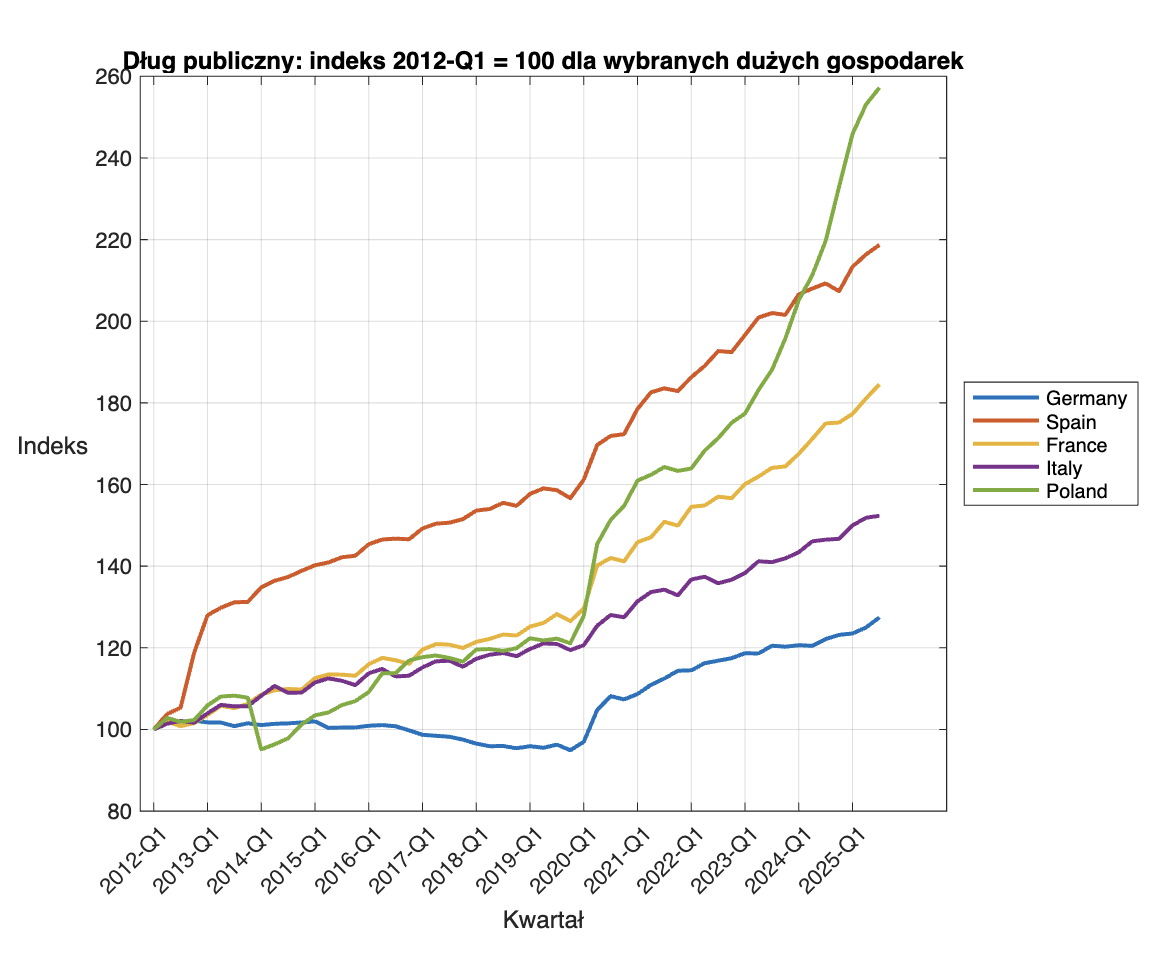 Dług publiczny: indeks 2012-Q1 = 100 dla wybranych dużych gospodarek
260
240
220
200
180
160
140
120
100
80
Indeks
2012-Q1
2013-Q1
2014-Q1
2015-Q1
2016-Q1
2017-Q1
2018-Q1
2019-Q1
2020-Q1
2021-Q1
2022-Q1
2023-Q1
2024-Q1
2025-Q1
Kwartał
Germany
Spain
France
Italy
Poland